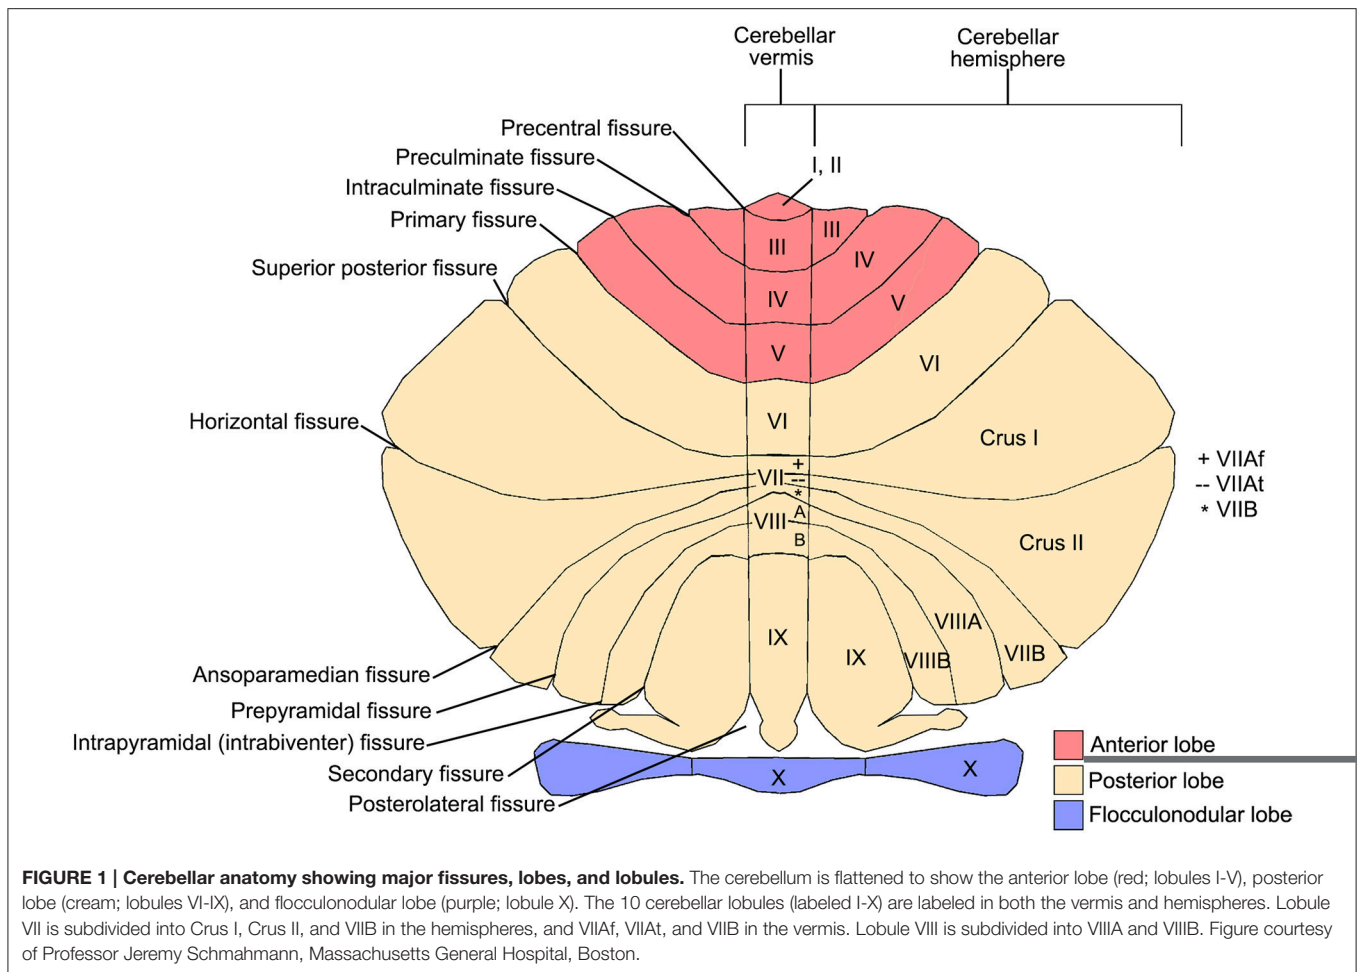 Cerebellar
vermis
Cerebellar
hemisphere
Precentral fissure
Preculminate fissure
I, II
Intraculminate fissure
Primary fissure
III
III
Superior posterior fissure
IV
IV
V
V
VI
VI
Horizontal fissure
Crus I
+ VIIAf
VII
+
--
*
-- VIIAt
* VIIB
VIII
A
B
Crus II
VIIIA
IX
IX
VIIIB
VIIB
Ansoparamedian fissure
Prepyramidal fissure
Intrapyramidal (intrabiventer) fissure
Secondary fissure
Posterolateral fissure
X
X
Anterior lobe
Posterior lobe
Flocculonodular lobe
FIGURE 1 | Cerebellar anatomy showing major fissures, lobes, and lobules. The cerebellum is flattened to show the anterior lobe (red; lobules I-V), posterior
lobe (cream; lobules VI-IX), and flocculonodular lobe (purple; lobule X). The 10 cerebellar lobules (labeled I-X) are labeled in both the vermis and hemispheres. Lobule
VII is subdivided into Crus I, Crus II, and VIIB in the hemispheres, and VIIAf, VIIAt, and VIIB in the vermis. Lobule VIII is subdivided into VIIIA and VIIIB. Figure courtesy
of Professor Jeremy Schmahmann, Massachusetts General Hospital, Boston.